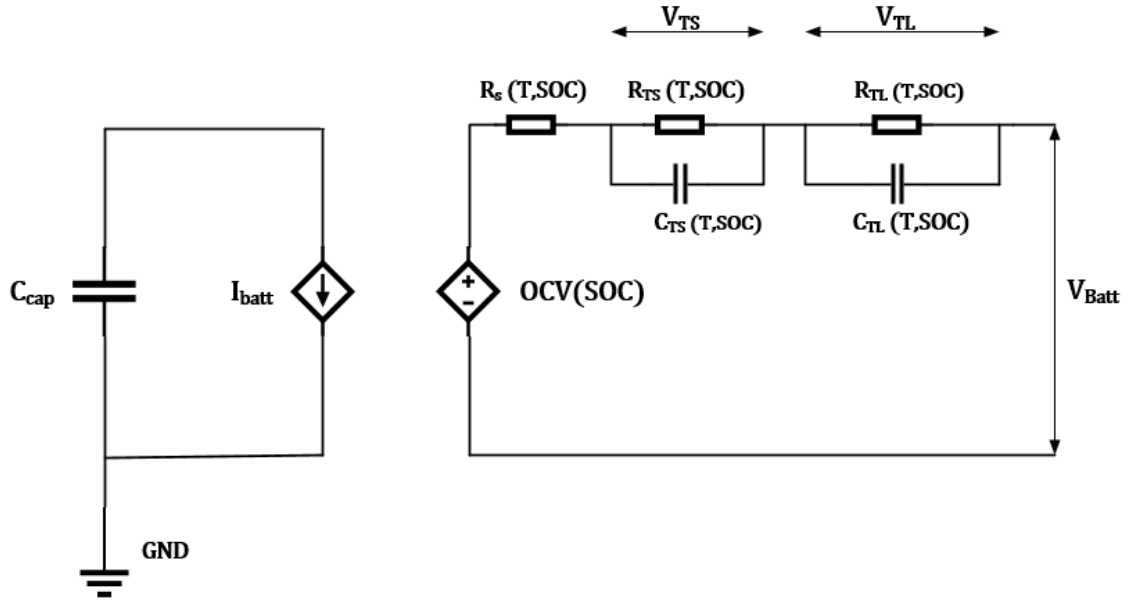 V_TS
V_TL
R_s (T,SOC)
R_TS (T,SOC)
R_TL (T,SOC)
C_TS (T,SOC)
C_TL (T,SOC)
C_cap
I_batt
+
-
OCV(SOC)
V_Batt
GND